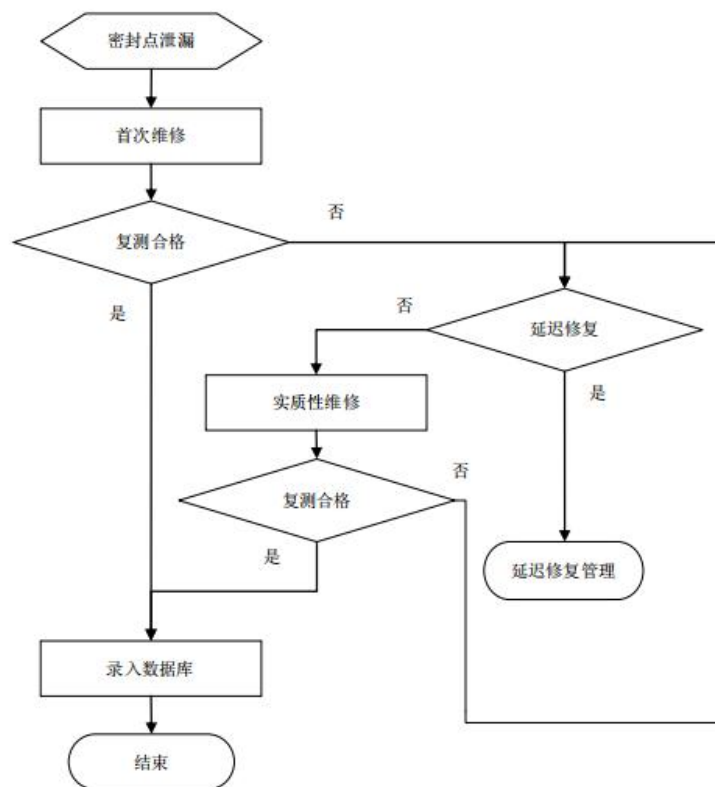 密封点泄漏
首次维修
否
复测合格
是
否
延迟修复
实质性维修
是
否
复测合格
是
延迟修复管理
录入数据库
结束